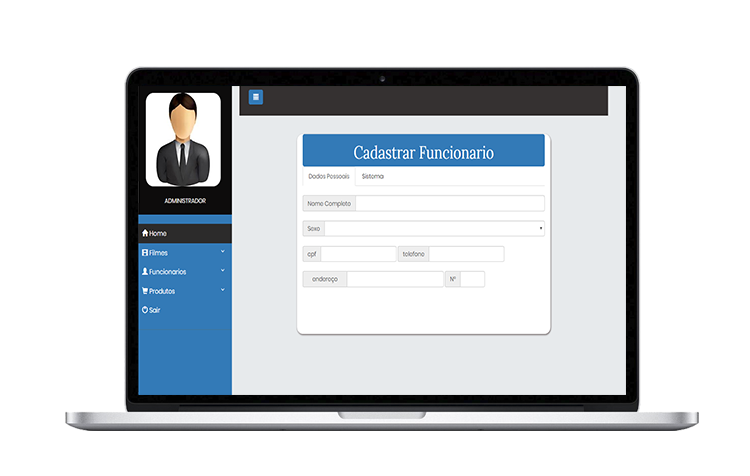 ADMINISTRADOR
Home
Filmes
Funcionarios
Produtos
Sair
Cadastrar Funcionario
Dados Pessoais
Sistema
Nome Completo
Sexo
cpf
telefone
endereço
Nº